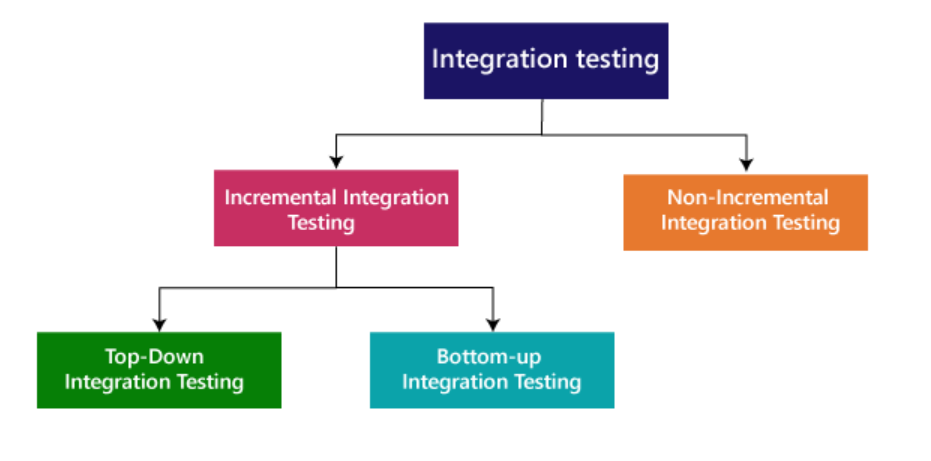 Integration testing
Incremental Integration
Testing
Non-Incremental
Integration Testing
Top-Down
Integration Testing
Bottom-up
Integration Testing